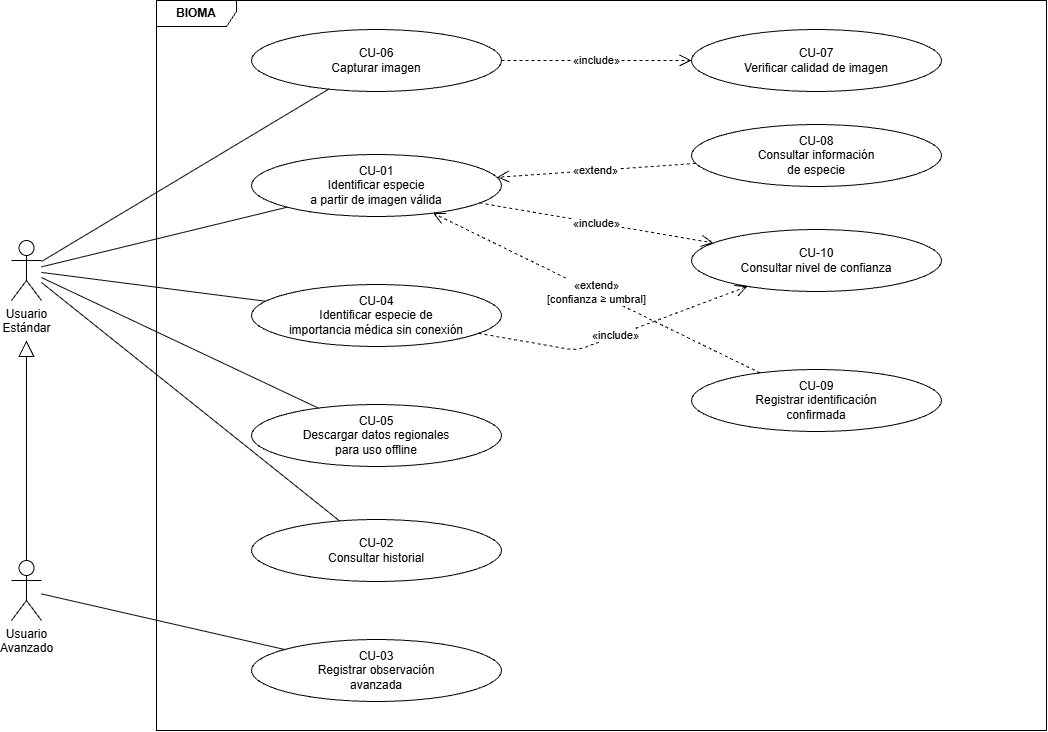 BIOMA
CU-06
Capturar imagen
«include»
CU-07
Verificar calidad de imagen
CU-01
Identificar especie
a partir de imagen válida
«extend»
CU-08
Consultar información
de especie
«include»
CU-10
Consultar nivel de confianza
Usuario
Estándar
CU-04
Identificar especie de
importancia médica sin conexión
«extend»
[confianza ≥ umbral]
«include»
CU-09
Registrar identificación
confirmada
CU-05
Descargar datos regionales
para uso offline
CU-02
Consultar historial
Usuario
Avanzado
CU-03
Registrar observación
avanzada